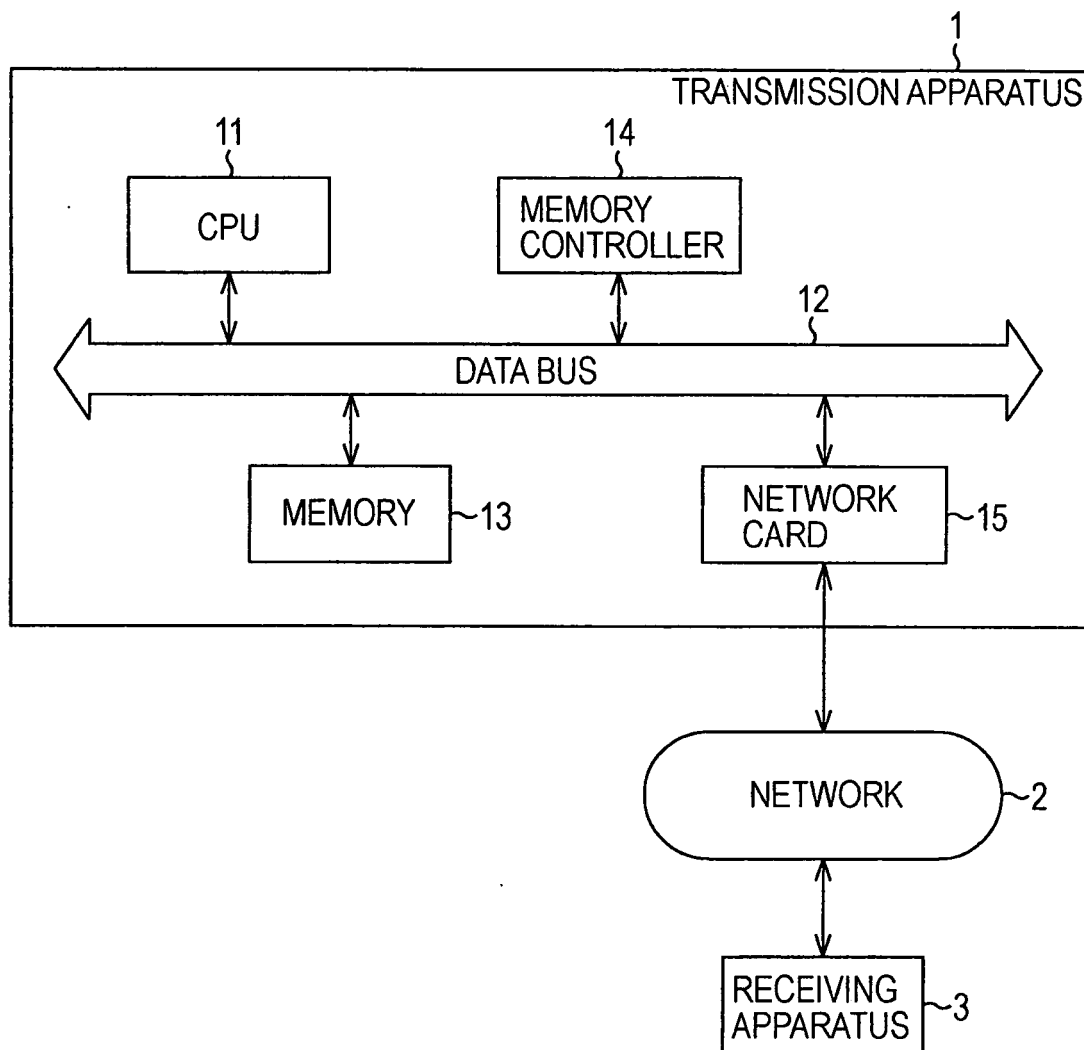 1
TRANSMISSION APPARATUS
11
14
CPU
MEMORY
CONTROLLER
12
DATA BUS
MEMORY
13
NETWORK
CARD
15
NETWORK
2
RECEIVING
APPARATUS
3